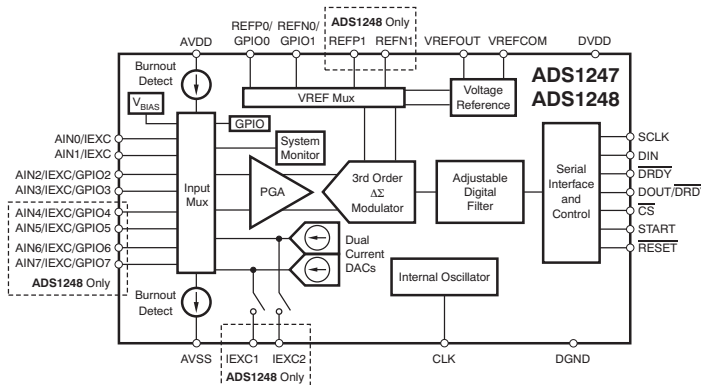 REFP0/ REFN0/ ADS1248 Only
AVDD GPIO0 GPIO1 REFP1 REFN1 VREFOUT VREFCOM DVDD
Burnout
Detect
ADS1247
ADS1248
VBIAS
VREF Mux
Voltage
Reference
GPIO
System
Monitor
AIN0/IEXC
AIN1/IEXC
AIN2/IEXC/GPIO2
AIN3/IEXC/GPIO3
AIN4/IEXC/GPIO4
AIN5/IEXC/GPIO5
AIN6/IEXC/GPIO6
AIN7/IEXC/GPIO7
ADS1248 Only
Input
Mux
PGA
3rd Order
ΔΣ
Modulator
Adjustable
Digital
Filter
Serial
Interface
and
Control
SCLK
DIN
DRDY
DOUT/DRD
CS
START
RESET
Dual
Current
DACs
Internal Oscillator
Burnout
Detect
AVSS IEXC1 IEXC2 CLK DGND
ADS1248 Only